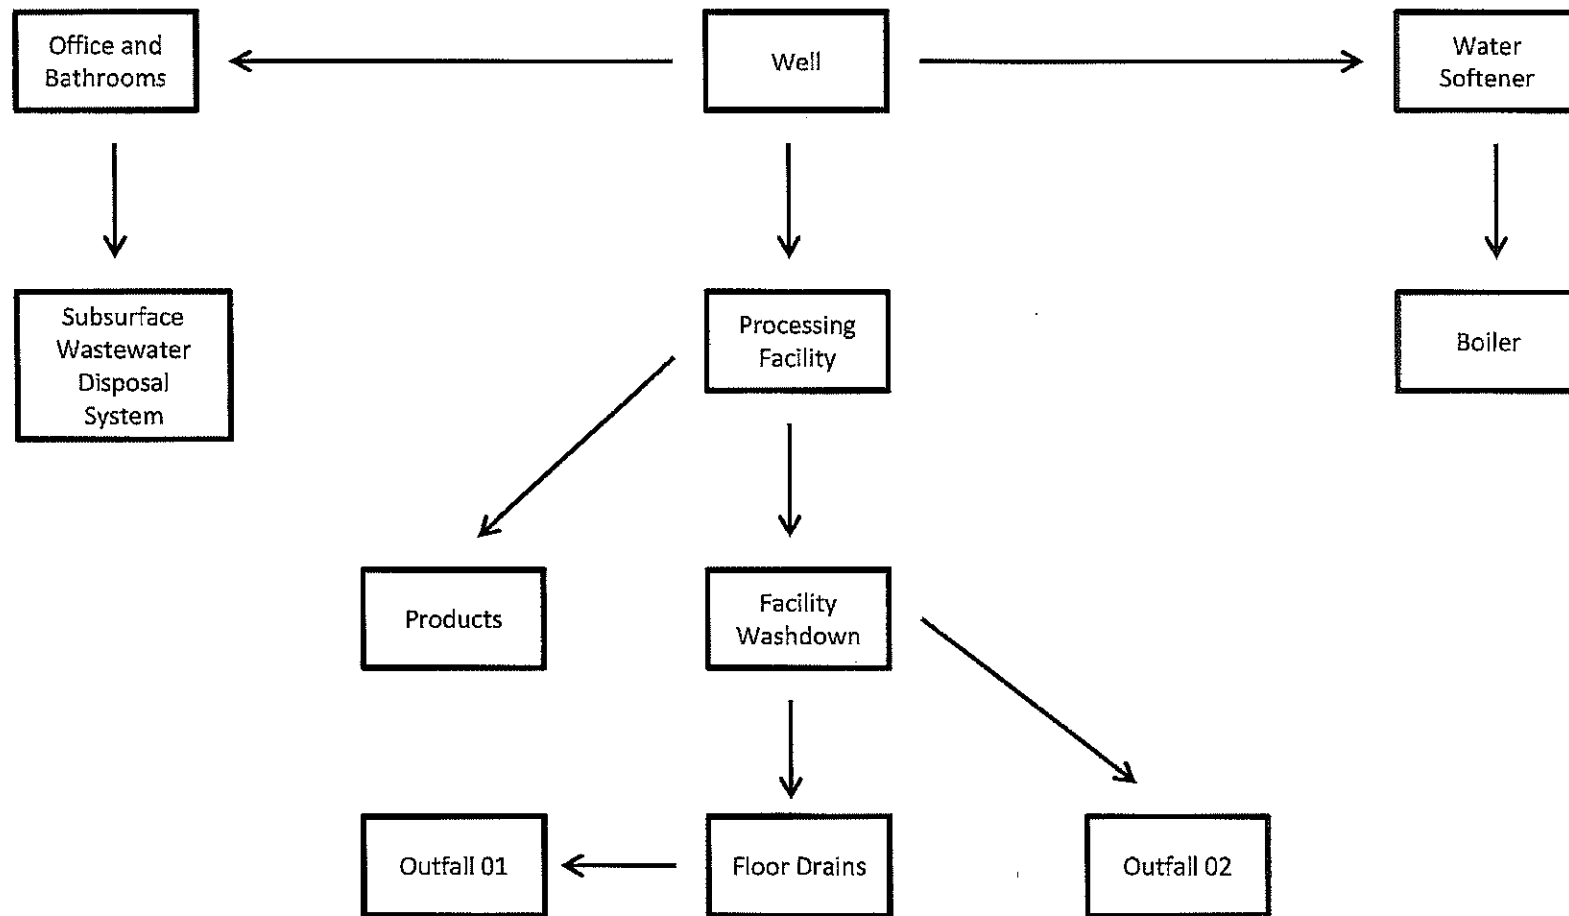 Office and
Bathrooms
Well
Water
Softener
Subsurface
Wastewater
Disposal
System
Processing
Facility
Boiler
Products
Facility
Washdown
Outfall 01
Floor Drains
Outfall 02